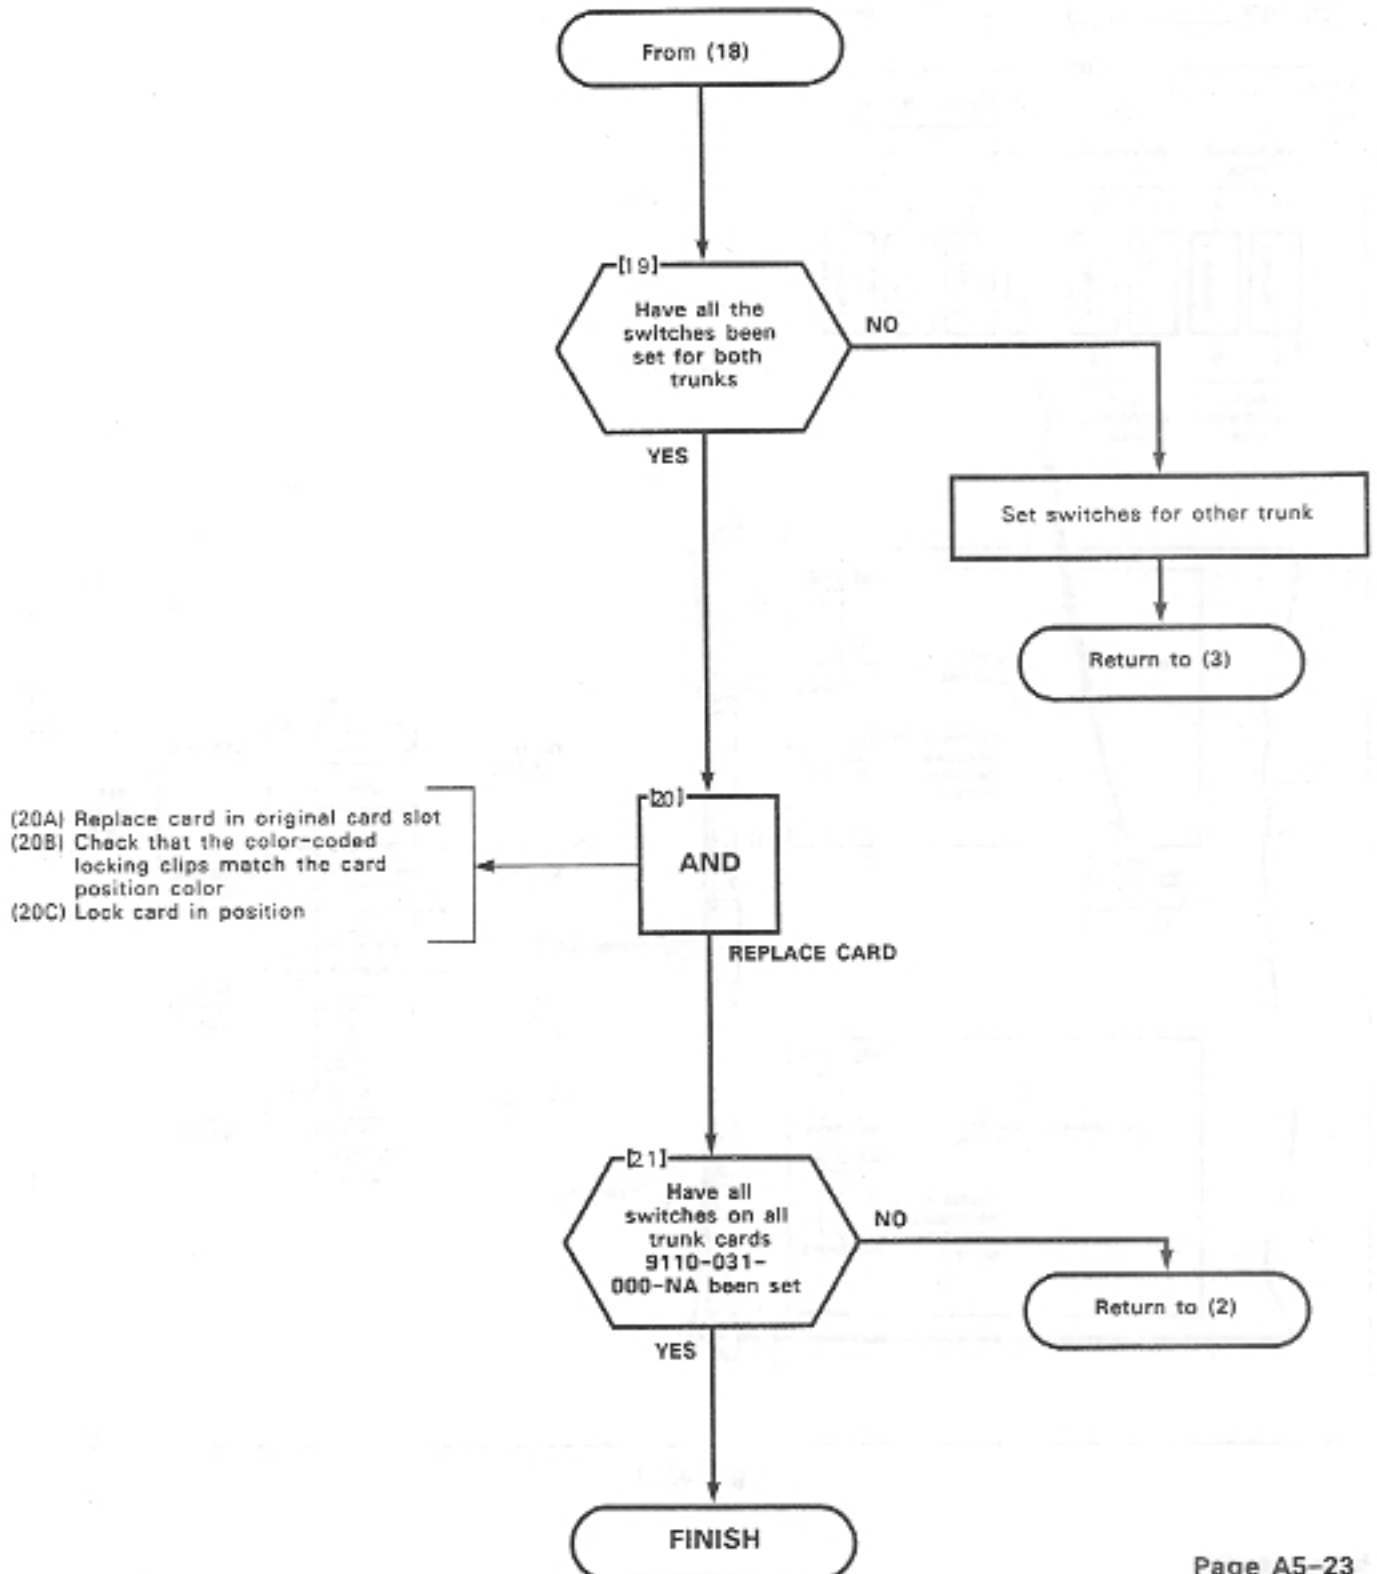 From (18)
[19]
Have all the
switches been
set for both
trunks
NO
YES
Set switches for other trunk
Return to (3)
[20]
AND
(20A) Replace card in original card slot
(20B) Check that the color-coded
locking clips match the card
position color
(20C) Lock card in position
REPLACE CARD
[21]
Have all
switches on all
trunk cards
9110-031-
000-NA been set
NO
Return to (2)
YES
FINISH
Page A5-23